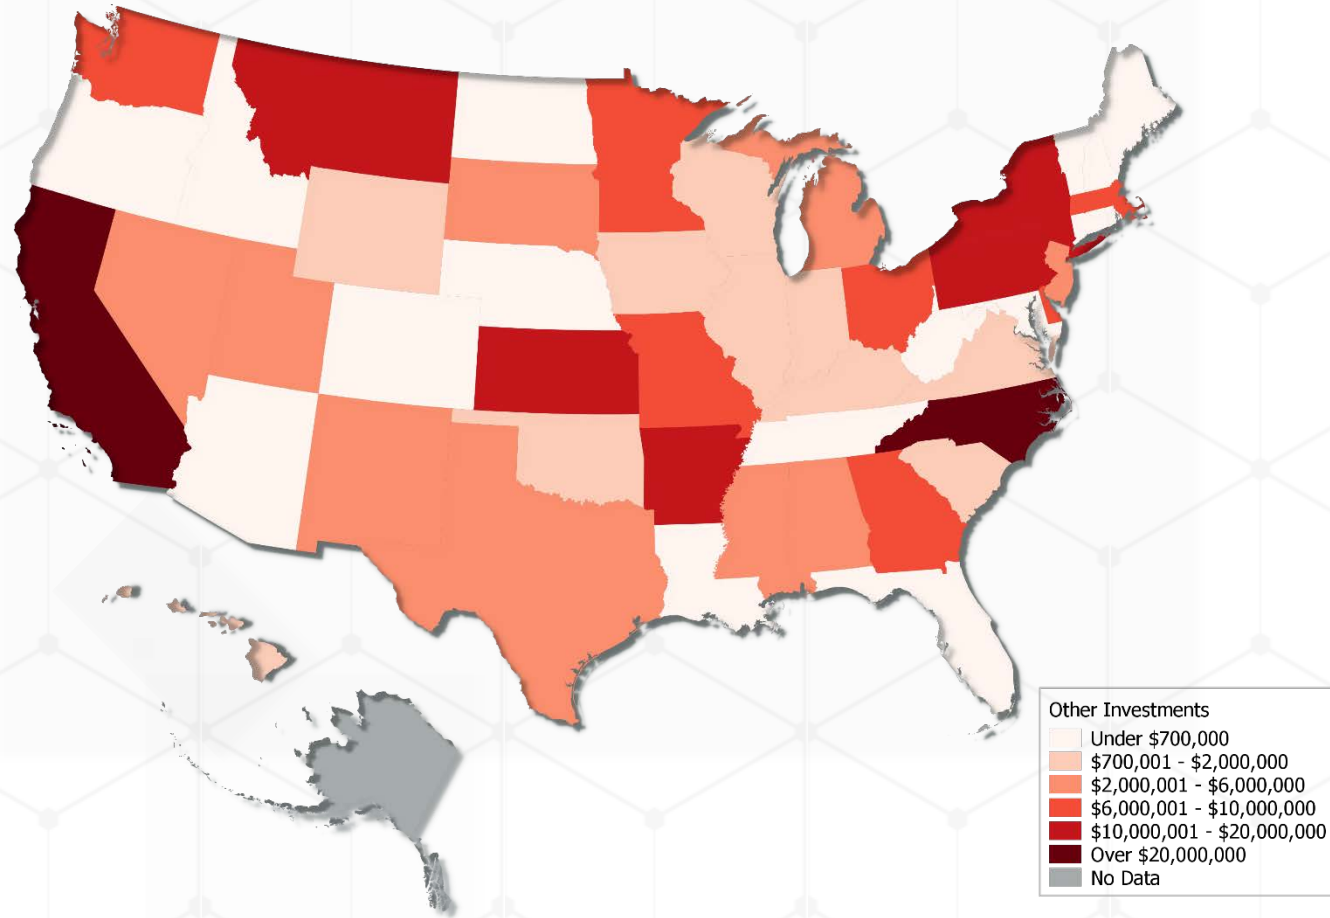 Other Investments
Under $700,000
$700,001 - $2,000,000
$2,000,001 - $6,000,000
$6,000,001 - $10,000,000
$10,000,001 - $20,000,000
Over $20,000,000
No Data